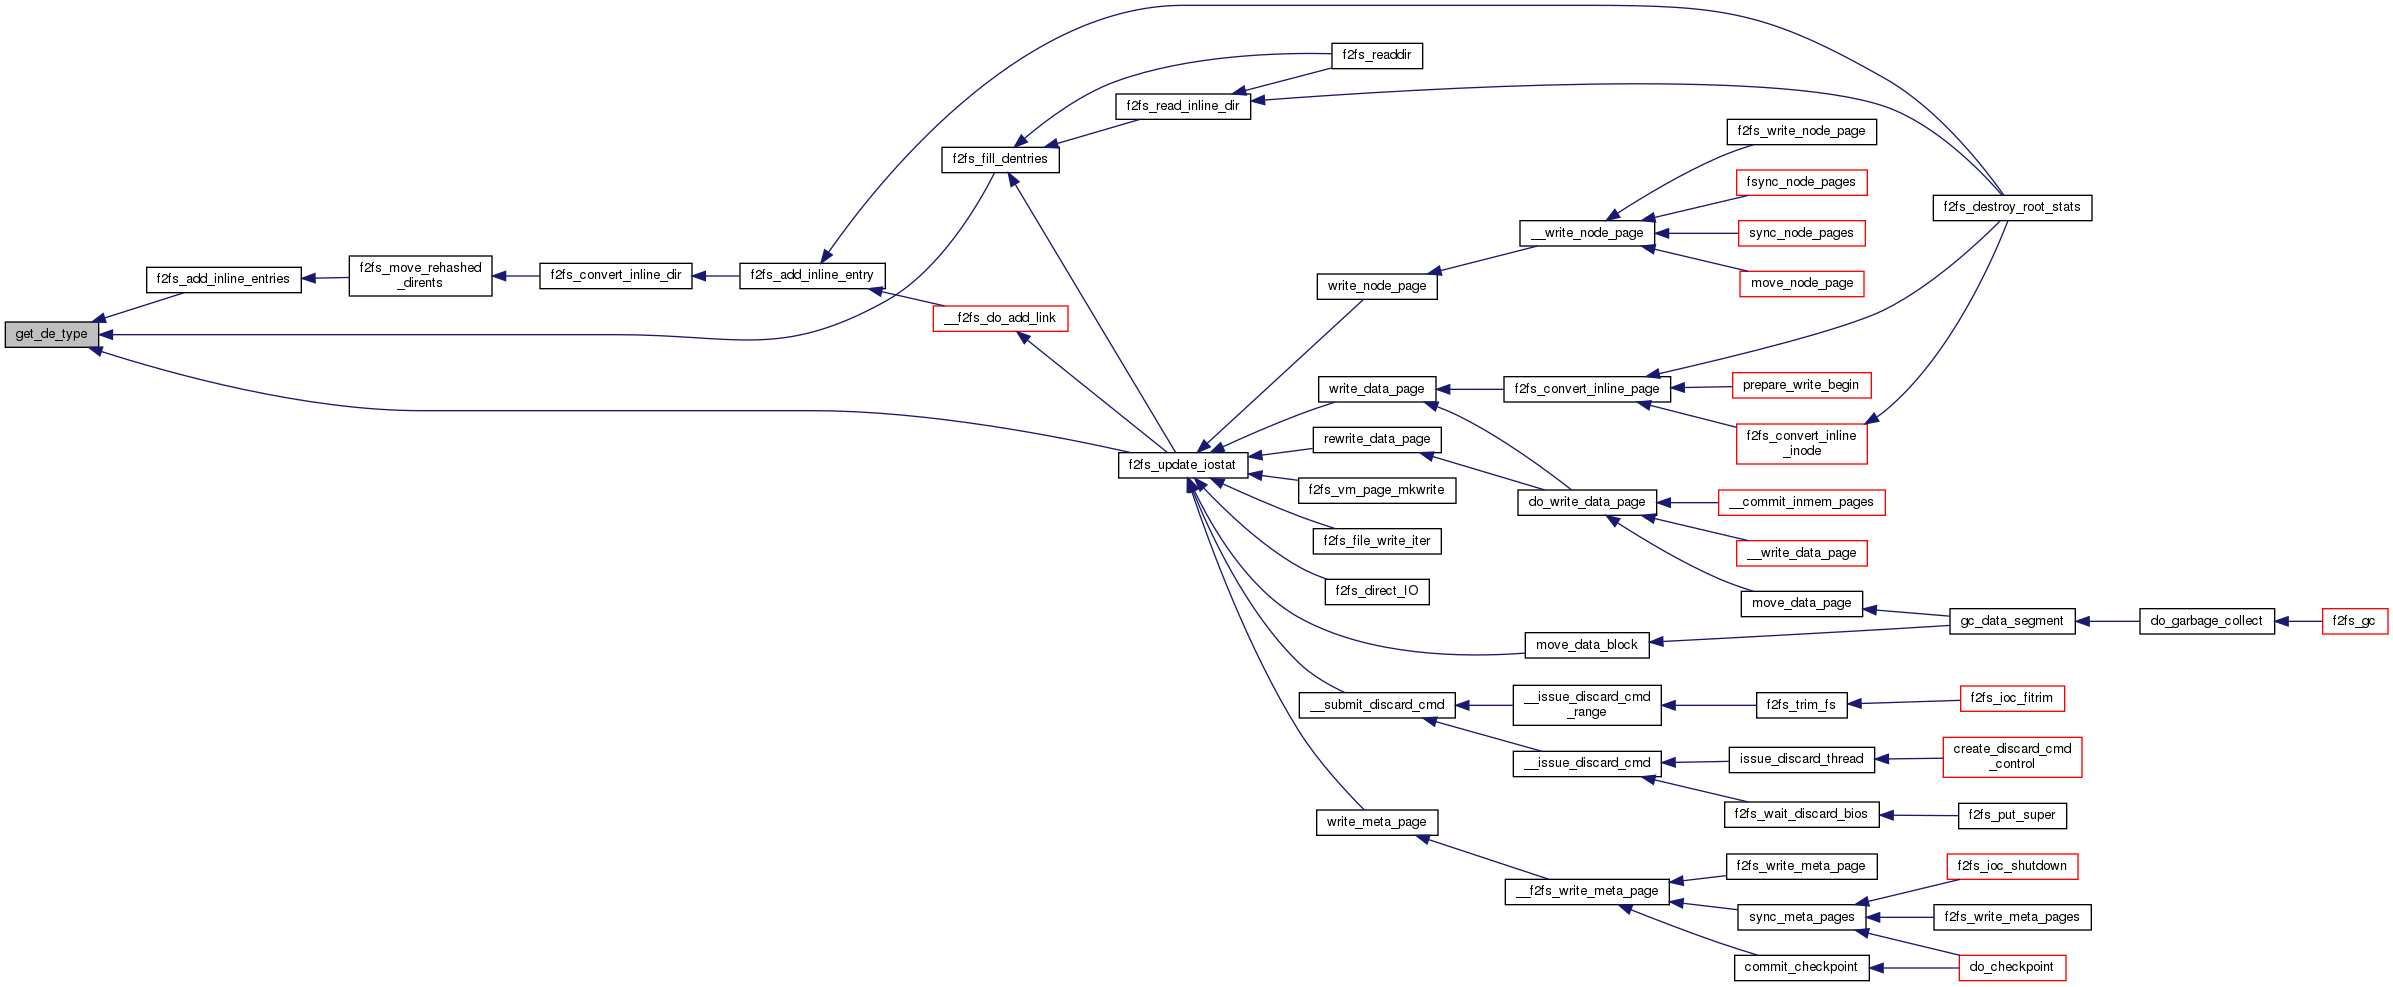 f2fs_readdir
f2fs_read_inline_dir
f2fs_write_node_page
f2fs_fill_dentries
fsync_node_pages
f2fs_destroy_root_stats
__write_node_page
sync_node_pages
f2fs_move_rehashed
_dirents
f2fs_add_inline_entries
f2fs_convert_inline_dir
f2fs_add_inline_entry
write_node_page
move_node_page
__f2fs_do_add_link
get_de_type
write_data_page
f2fs_convert_inline_page
prepare_write_begin
rewrite_data_page
f2fs_convert_inline
_inode
f2fs_update_iostat
f2fs_vm_page_mkwrite
do_write_data_page
__commit_inmem_pages
f2fs_file_write_iter
__write_data_page
f2fs_direct_IO
move_data_page
gc_data_segment
do_garbage_collect
f2fs_gc
move_data_block
__submit_discard_cmd
__issue_discard_cmd
_range
f2fs_trim_fs
f2fs_ioc_fitrim
__issue_discard_cmd
issue_discard_thread
create_discard_cmd
_control
f2fs_wait_discard_bios
f2fs_put_super
write_meta_page
f2fs_write_meta_page
f2fs_ioc_shutdown
__f2fs_write_meta_page
sync_meta_pages
f2fs_write_meta_pages
commit_checkpoint
do_checkpoint